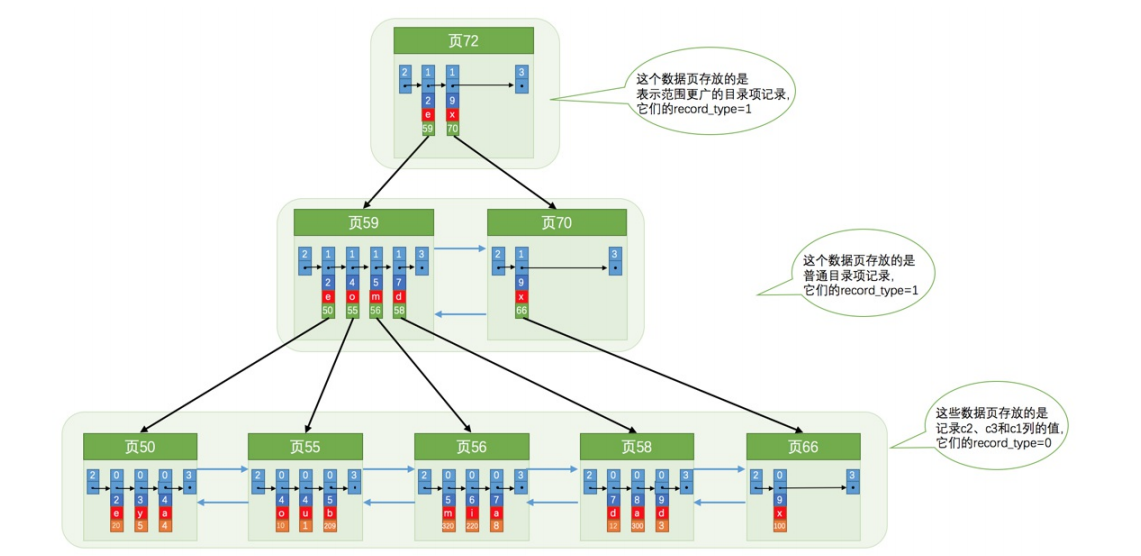 页72
2 1 1 3
2 9
e x
59 70
这个数据页存放的是
表示范围更广的目录项记录,
它们的record_type=1
页59
页70
2 1 1 1 1 3
2 1 3
2 4 5 7
9
e o m d
x
50 55 56 58
66
这个数据页存放的是
普通目录项记录,
它们的record_type=1
页50
页55
页56
页58
页66
2 0 0 0 3
2 0 0 0 3
2 0 0 0 3
2 0 0 0 3
2 0 3
2 3 4
4 4 5
5 6 7
7 8 9
9
e y a
o u b
m i a
d a d
x
20 5 4
10 1 209
320 220 8
12 300 3
100
这些数据页存放的是
记录c2、c3和c1列的值,
它们的record_type=0